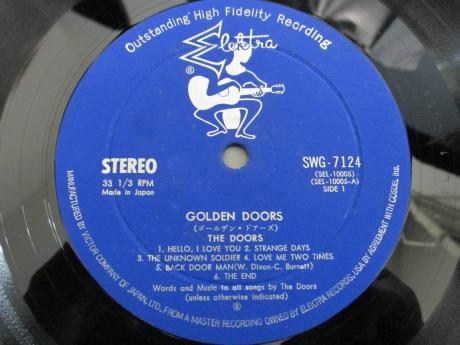 Outstanding High Fidelity Recrding
Elektra
®
STEREO
33 1/3 RPM
Made in Japan
SWG-7124
(SEL-10005)
(SEL-10005-A)
SIDE 1
GOLDEN DOORS
(ゴールデン・ドアーズ)
THE DOORS
1. HELLO, I LOVE YOU 2. STRANGE DAYS
3. THE UNKNOWN SOLDIER 4. LOVE ME TWO TIMES
5. BACK DOOR MAN (W. Dixon-C. Burnett)
6. THE END
Words and Music to all songs by The Doors
(unless otherwise indicated)
MANUFACTURED BY VICTOR COMPANY OF JAPAN, LTD., FROM A MASTER RECORDING OWNED BY ELEKTRA RECORDS, USA BY AGREEMENT WITH COSDEL Inc.